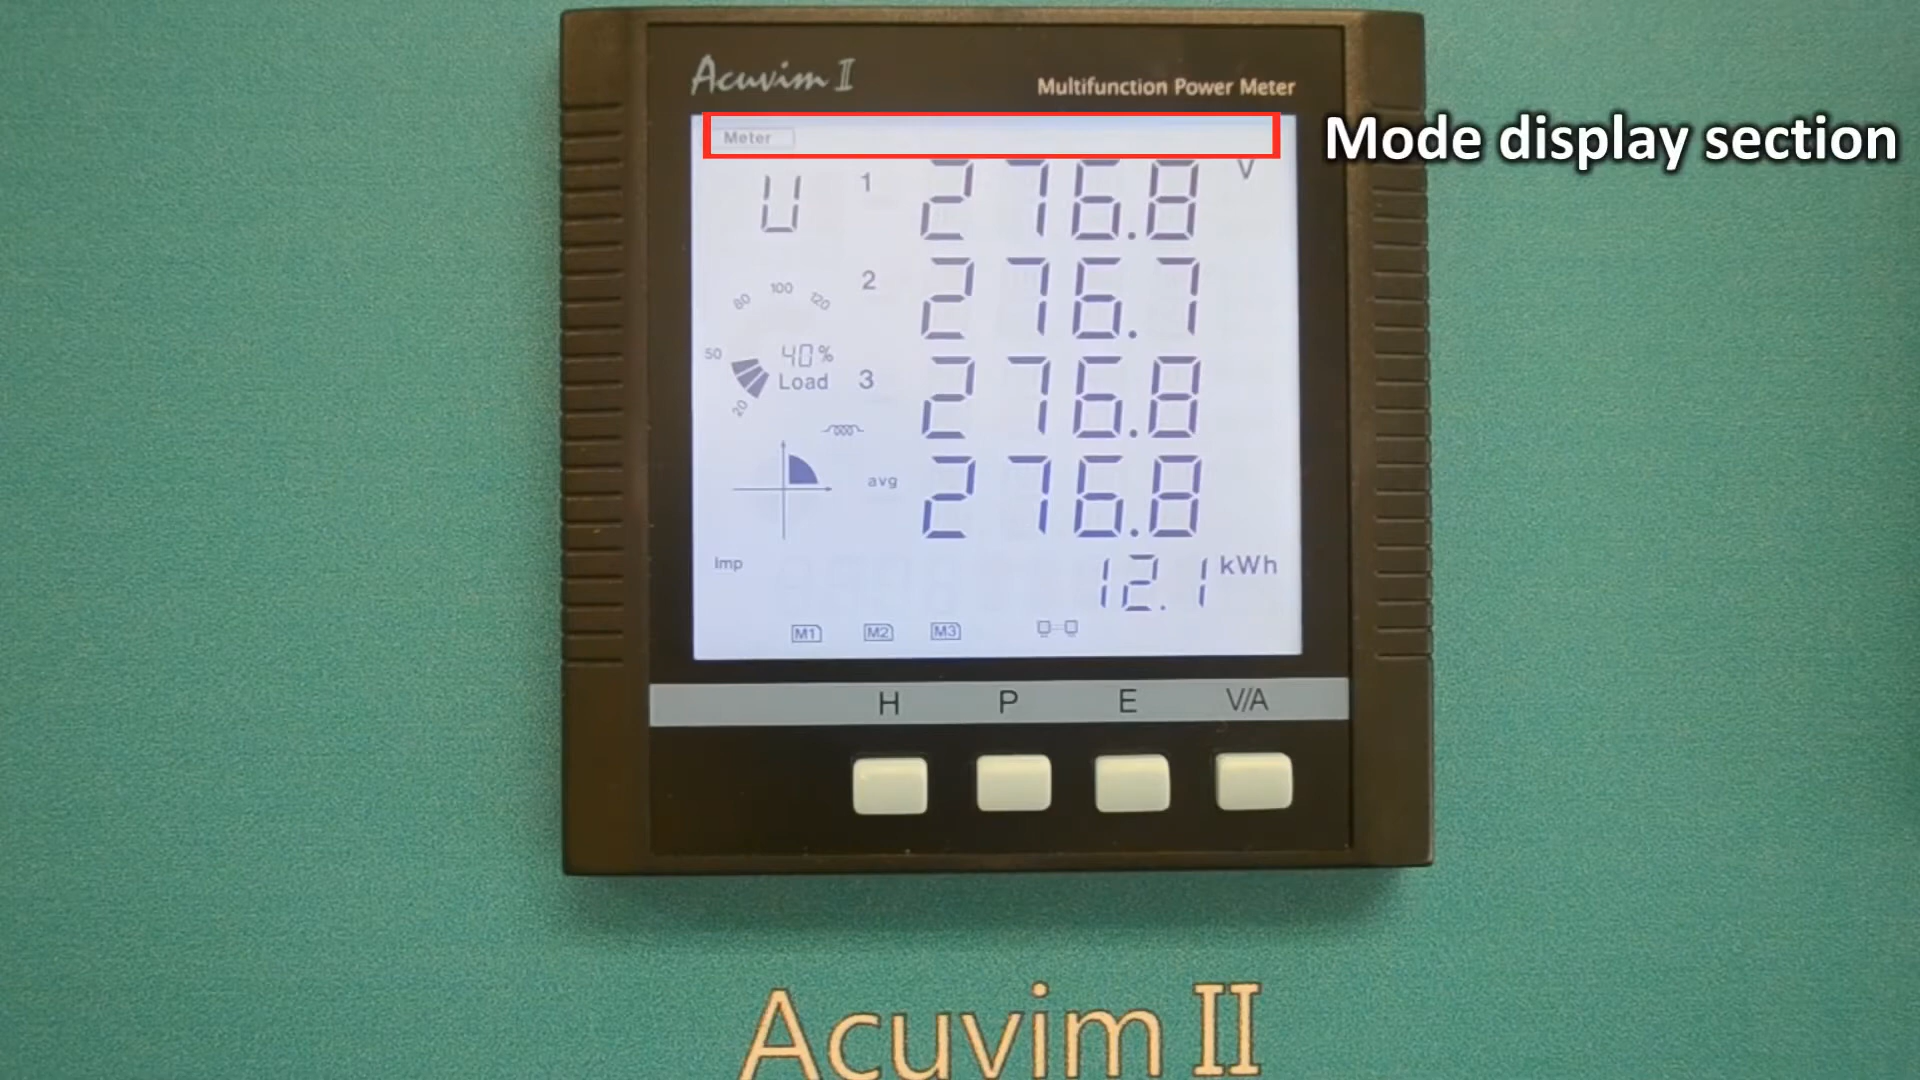 Acuvim II
Multifunction Power Meter
Meter
Mode display section
U 1 276.8 V
2 276.7
80 100 120
50 40% Load
20
3 276.8
avg 276.8
Imp 12.1 kWh
M1 M2 M3
H P E V/A
Acuvim II